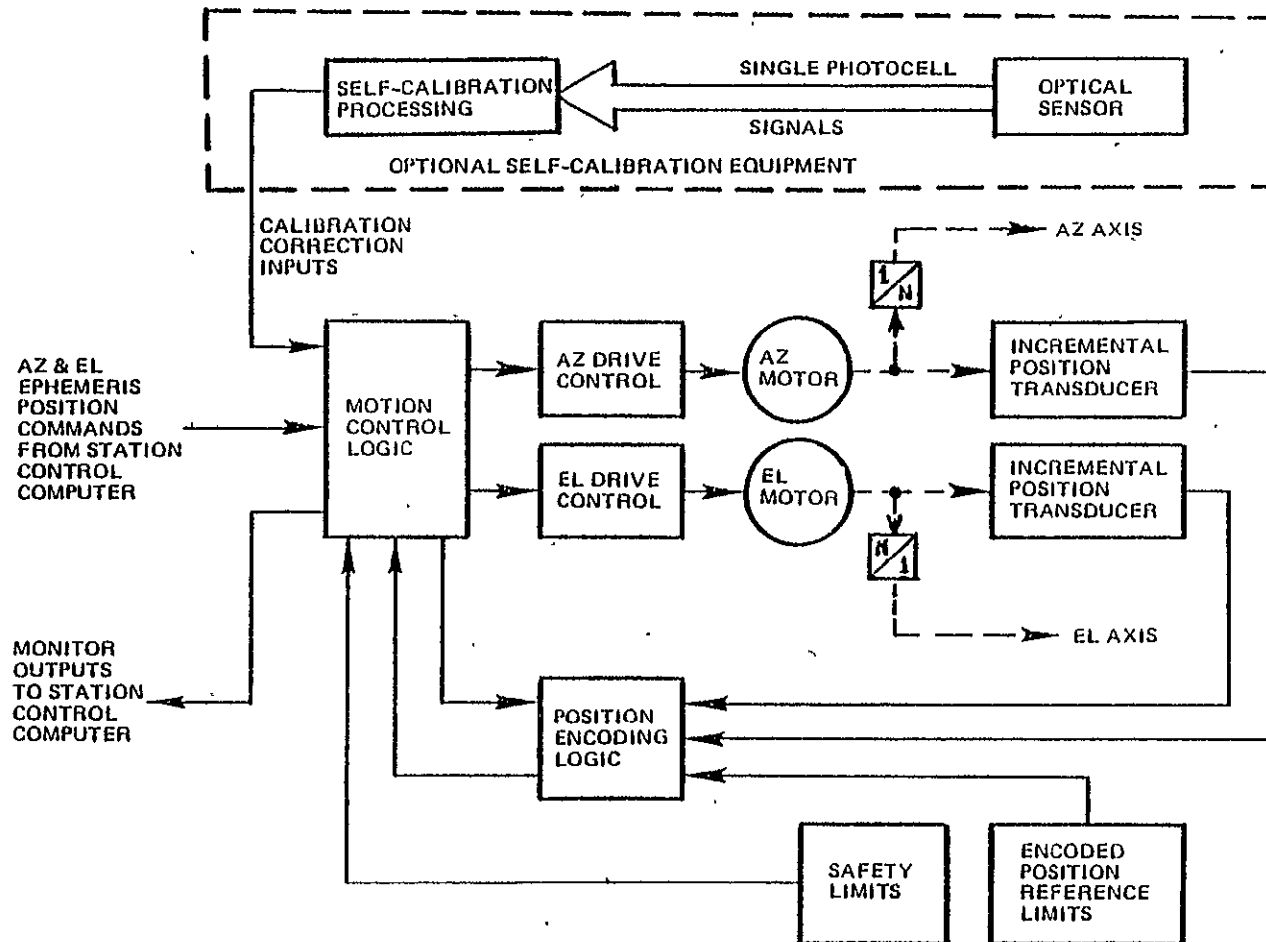 SELF-CALIBRATION
PROCESSING
SINGLE PHOTOCELL
SIGNALS
OPTICAL
SENSOR
OPTIONAL SELF-CALIBRATION EQUIPMENT
CALIBRATION
CORRECTION
INPUTS
AZ AXIS
1/N
AZ & EL
EPHEMERIS
POSITION
COMMANDS
FROM STATION
CONTROL
COMPUTER
MOTION
CONTROL
LOGIC
AZ DRIVE
CONTROL
AZ
MOTOR
INCREMENTAL
POSITION
TRANSDUCER
EL DRIVE
CONTROL
EL
MOTOR
INCREMENTAL
POSITION
TRANSDUCER
N/1
EL AXIS
MONITOR
OUTPUTS
TO STATION
CONTROL
COMPUTER
POSITION
ENCODING
LOGIC
SAFETY
LIMITS
ENCODED
POSITION
REFERENCE
LIMITS